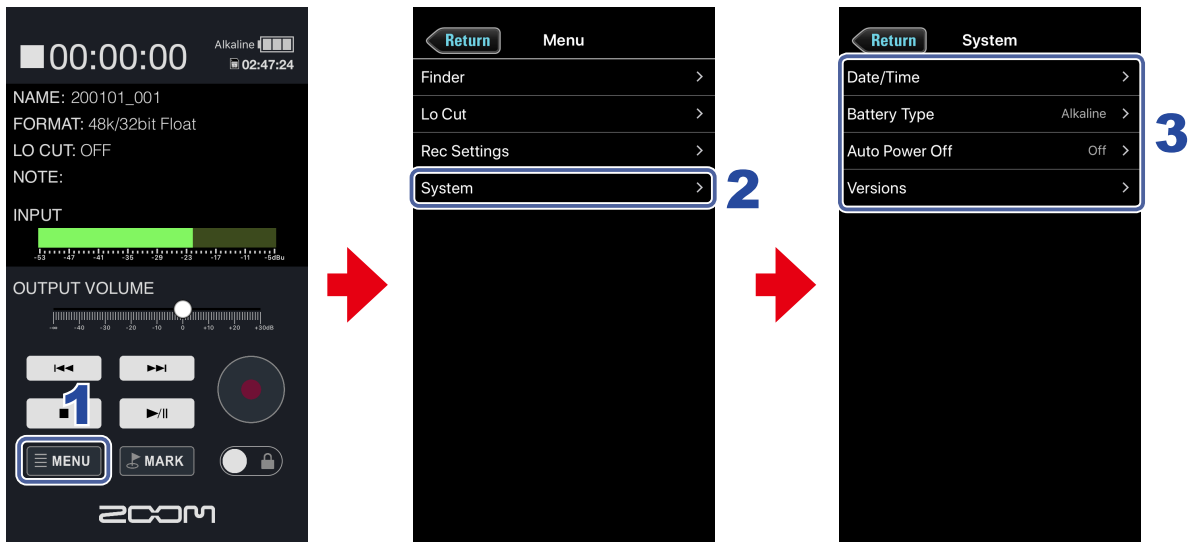 00:00:00
Alkaline
02:47:24
NAME: 200101_001
FORMAT: 48k/32bit Float
LO CUT: OFF
NOTE:
INPUT
-53 -47 -41 -35 -29 -23 -17 -11 -5dBu
OUTPUT VOLUME
-∞ -40 -30 -20 -10 0 +10 +20 +30dB
1
MENU
MARK
ZOOM
Return
Menu
Finder
Lo Cut
Rec Settings
System
2
Return
System
Date/Time
Battery Type Alkaline
Auto Power Off Off
Versions
3